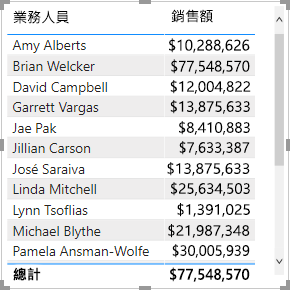 業務人員 銷售額
Amy Alberts $10,288,626
Brian Welcker $77,548,570
David Campbell $12,004,822
Garrett Vargas $13,875,633
Jae Pak $8,410,883
Jillian Carson $7,633,387
José Saraiva $13,875,633
Linda Mitchell $25,634,503
Lynn Tsoflias $1,391,025
Michael Blythe $21,987,348
Pamela Ansman-Wolfe $30,005,939
總計 $77,548,570